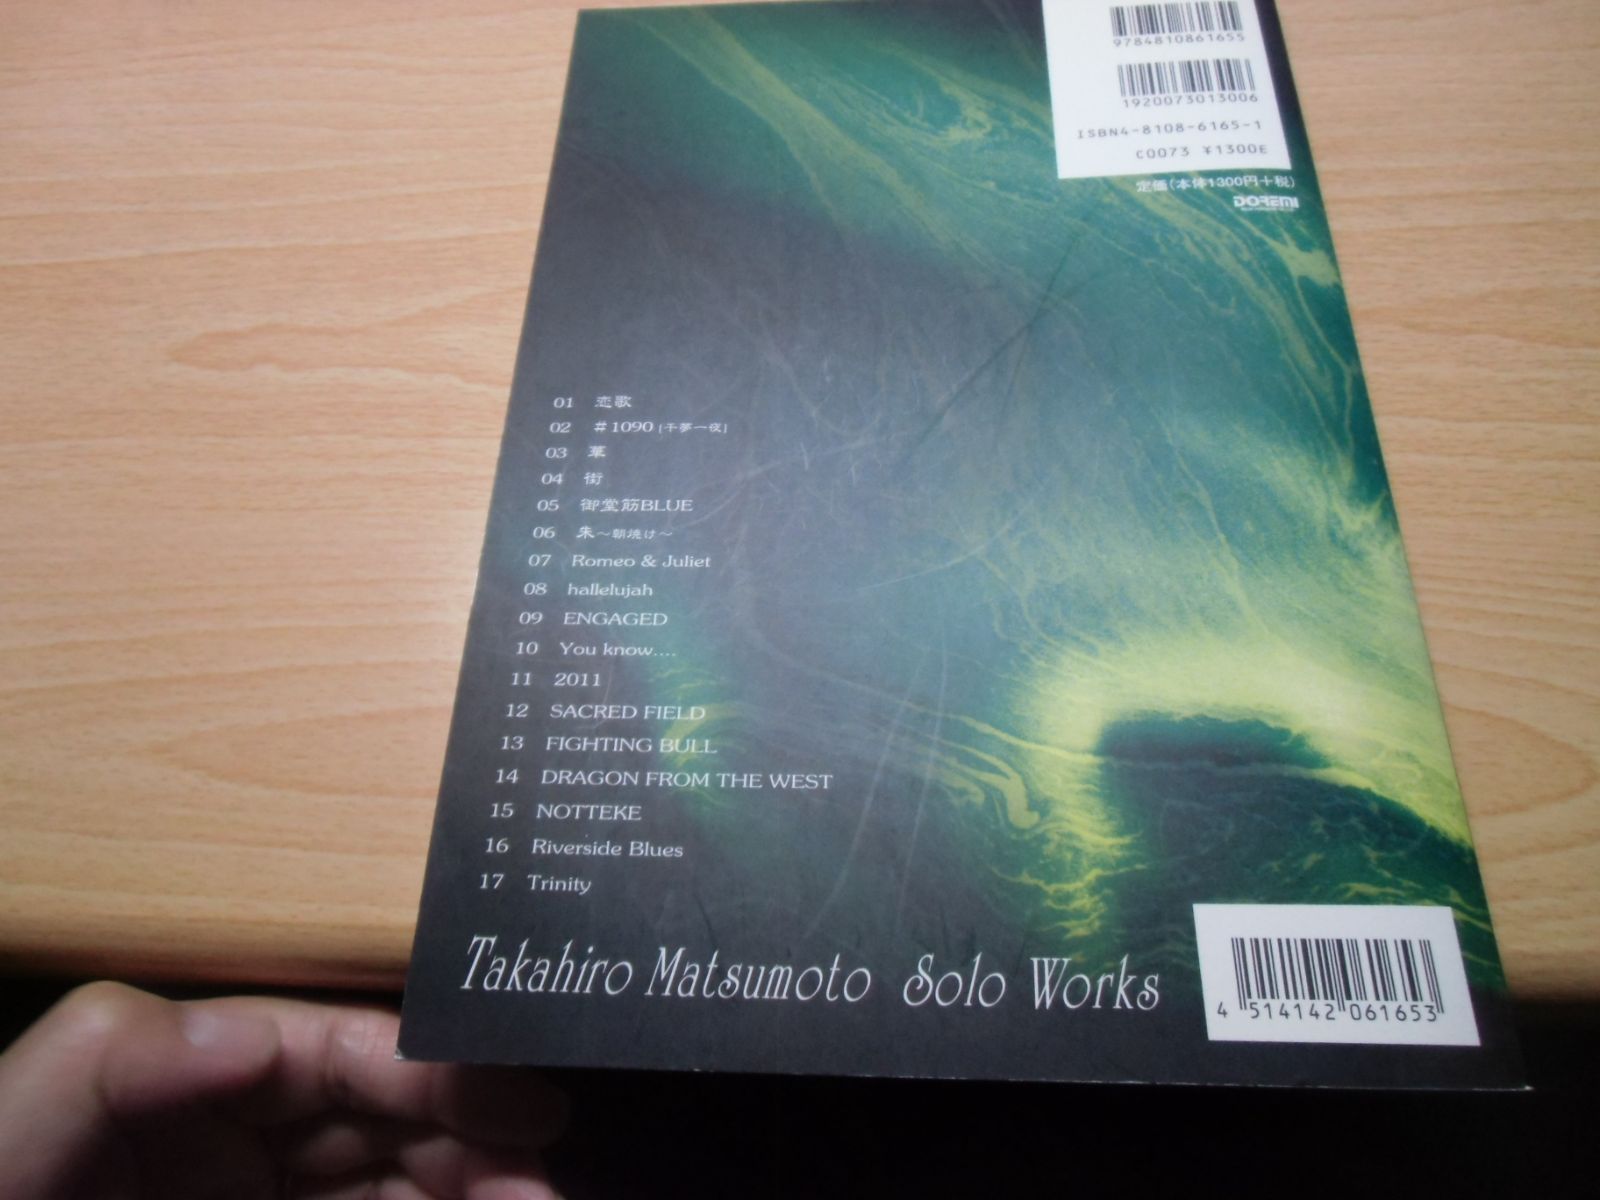 9784810861655
1920073013006
ISBN4-8108-6165-1
C0073 ¥1300E
定価(本体1300円+税)
DOREMI
01 恋歌
02 #1090 [千夢一夜]
03 華
04 街
05 御堂筋BLUE
06 朱~朝焼け~
07 Romeo & Juliet
08 hallelujah
09 ENGAGED
10 You know....
11 2011
12 SACRED FIELD
13 FIGHTING BULL
14 DRAGON FROM THE WEST
15 NOTTEKE
16 Riverside Blues
17 Trinity
Takahiro Matsumoto Solo Works
4 514142 061653